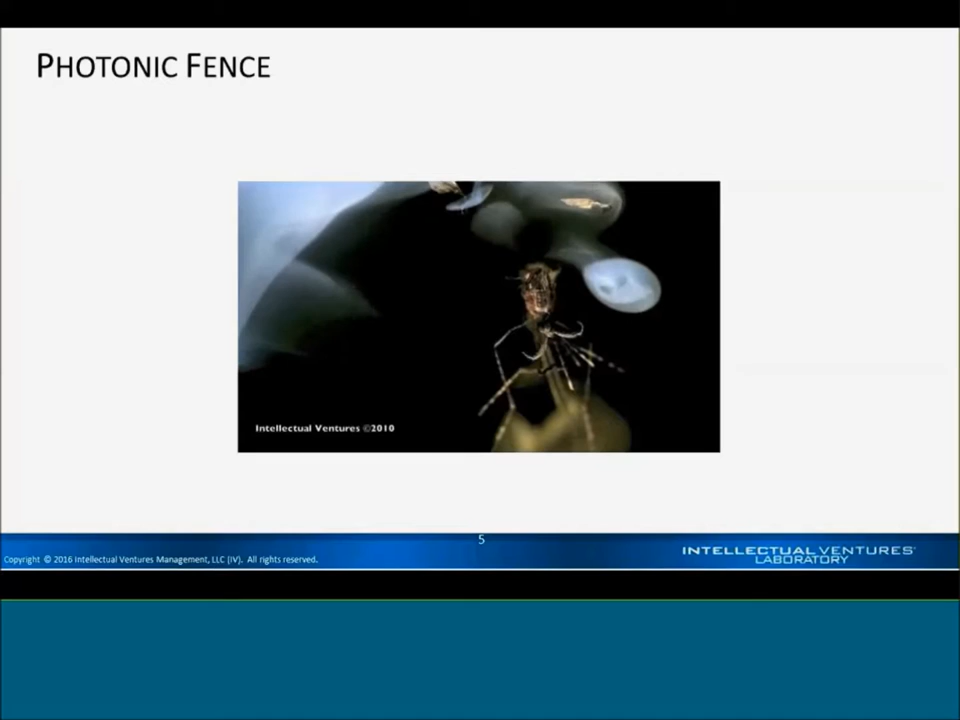 PHOTONIC FENCE
Intellectual Ventures ©2010
5
Copyright © 2016 Intellectual Ventures Management, LLC (IV). All rights reserved.
INTELLECTUAL VENTURES®
LABORATORY